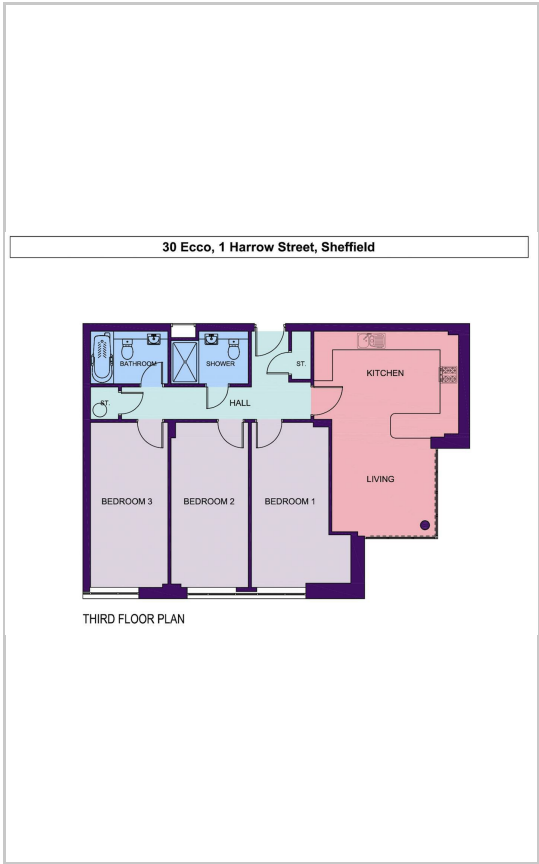 30 Ecco, 1 Harrow Street, Sheffield
BATHROOM
SHOWER
ST.
KITCHEN
ST.
HALL
LIVING
BEDROOM 3
BEDROOM 2
BEDROOM 1
THIRD FLOOR PLAN